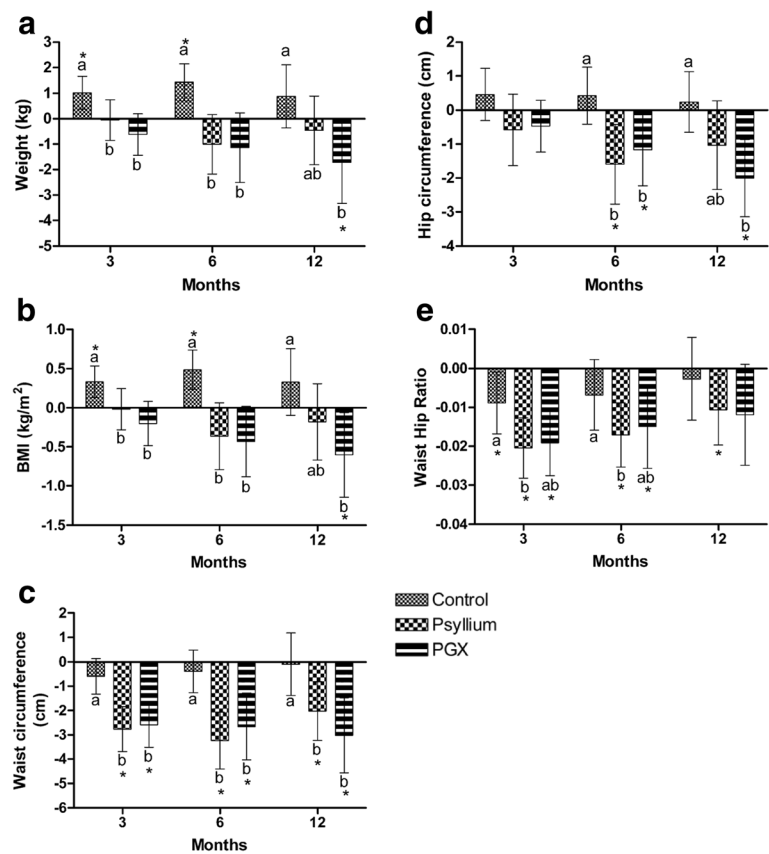 a
Weight (kg)
3
2
1
0
-1
-2
-3
-4
-5
* a
b
b
* a
b
b
a
ab
b *
3 6 12
Months
b
BMI (kg/m²)
1.0
0.5
0.0
-0.5
-1.0
-1.5
* a
b
b
* a
b
b
a
ab
b *
3 6 12
Months
c
Waist circumference
(cm)
2
1
0
-1
-2
-3
-4
-5
-6
a
b *
b *
a
b *
b *
a
b *
b *
3 6 12
Months
d
Hip circumference (cm)
2
1
0
-1
-2
-3
-4
a
b *
b *
a
ab
b *
3 6 12
Months
e
Waist Hip Ratio
0.01
0.00
-0.01
-0.02
-0.03
-0.04
a *
b *
ab *
a
b *
ab *
*
3 6 12
Months
Control
Psyllium
PGX